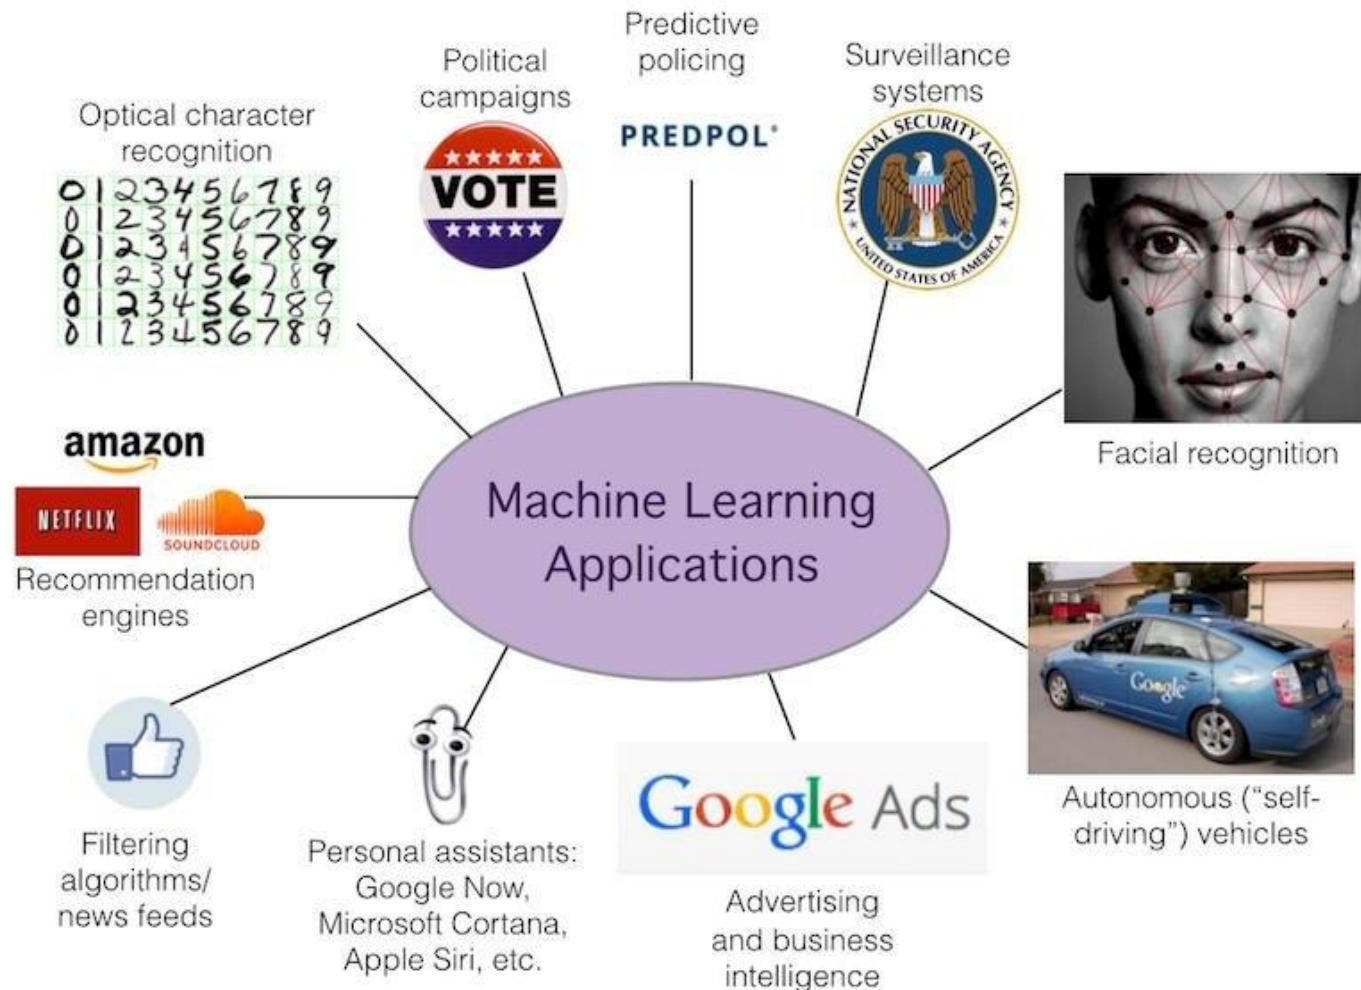 Predictive
policing
PREDPOL®
Political
campaigns
★★★★★
VOTE
★★★★★
Surveillance
systems
NATIONAL SECURITY AGENCY
★ UNITED STATES OF AMERICA ★
Optical character
recognition
0 1 2 3 4 5 6 7 8 9
0 1 2 3 4 5 6 7 8 9
0 1 2 3 4 5 6 7 8 9
0 1 2 3 4 5 6 7 8 9
0 1 2 3 4 5 6 7 8 9
0 1 2 3 4 5 6 7 8 9
Facial recognition
amazon
NETFLIX
SOUNDCLOUD
Recommendation
engines
Machine Learning
Applications
Google
Autonomous (“self-
driving”) vehicles
Filtering
algorithms/
news feeds
Personal assistants:
Google Now,
Microsoft Cortana,
Apple Siri, etc.
Google Ads
Advertising
and business
intelligence